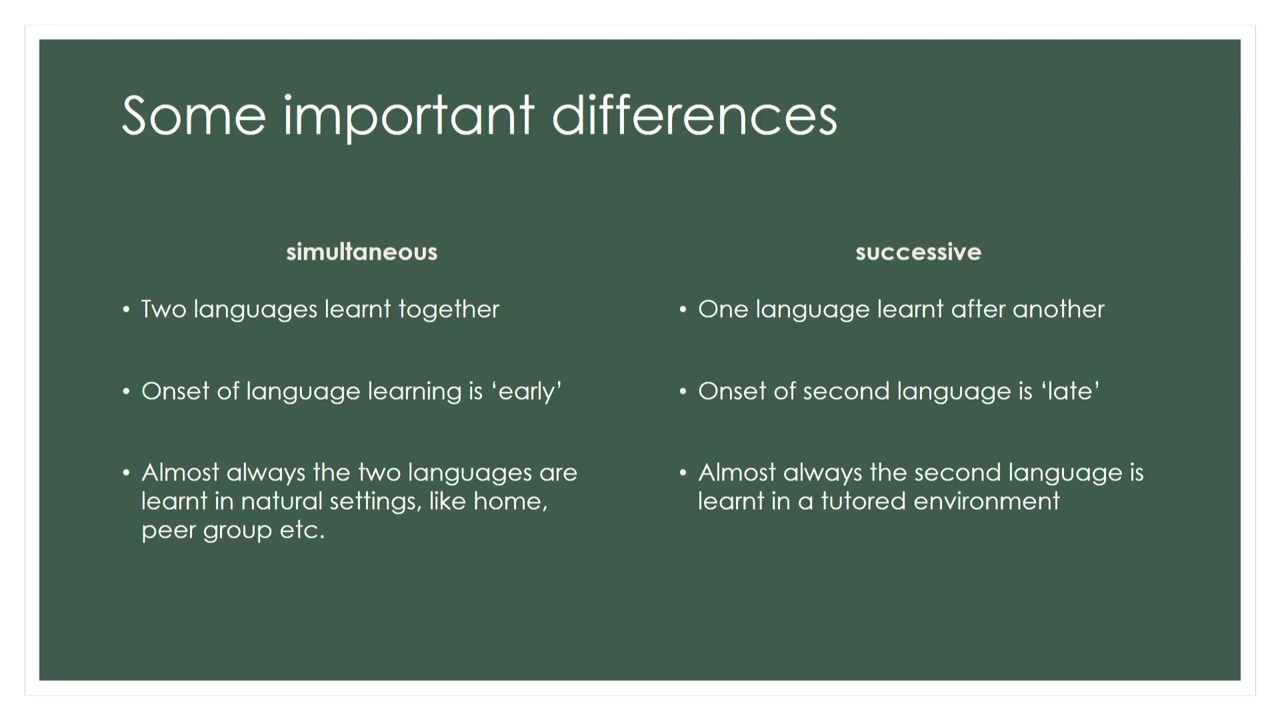 Some important differences
simultaneous
• Two languages learnt together
• Onset of language learning is ‘early’
• Almost always the two languages are
learnt in natural settings, like home,
peer group etc.
successive
• One language learnt after another
• Onset of second language is ‘late’
• Almost always the second language is
learnt in a tutored environment